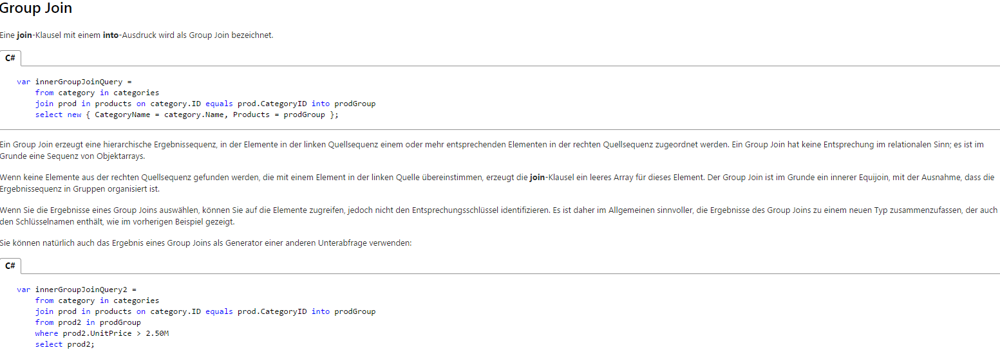 Group Join
Eine join-Klausel mit einem into-Ausdruck wird als Group Join bezeichnet.
C#
var innerGroupJoinQuery =
    from category in categories
    join prod in products on category.ID equals prod.CategoryID into prodGroup
    select new { CategoryName = category.Name, Products = prodGroup };
Ein Group Join erzeugt eine hierarchische Ergebnissequenz, in der Elemente in der linken Quellsequenz einem oder mehr entsprechenden Elementen in der rechten Quellsequenz zugeordnet werden. Ein Group Join hat keine Entsprechung im relationalen Sinn; es ist im
Grunde eine Sequenz von Objektarrays.
Wenn keine Elemente aus der rechten Quellsequenz gefunden werden, die mit einem Element in der linken Quelle übereinstimmen, erzeugt die join-Klausel ein leeres Array für dieses Element. Der Group Join ist im Grunde ein innerer Equijoin, mit der Ausnahme, dass die
Ergebnissequenz in Gruppen organisiert ist.
Wenn Sie die Ergebnisse eines Group Joins auswählen, können Sie auf die Elemente zugreifen, jedoch nicht den Entsprechungsschlüssel identifizieren. Es ist daher im Allgemeinen sinnvoller, die Ergebnisse des Group Joins zu einem neuen Typ zusammenzufassen, der auch
den Schlüsselnamen enthält, wie im vorherigen Beispiel gezeigt.
Sie können natürlich auch das Ergebnis eines Group Joins als Generator einer anderen Unterabfrage verwenden:
C#
var innerGroupJoinQuery2 =
    from category in categories
    join prod in products on category.ID equals prod.CategoryID into prodGroup
    from prod2 in prodGroup
    where prod2.UnitPrice > 2.50M
    select prod2;